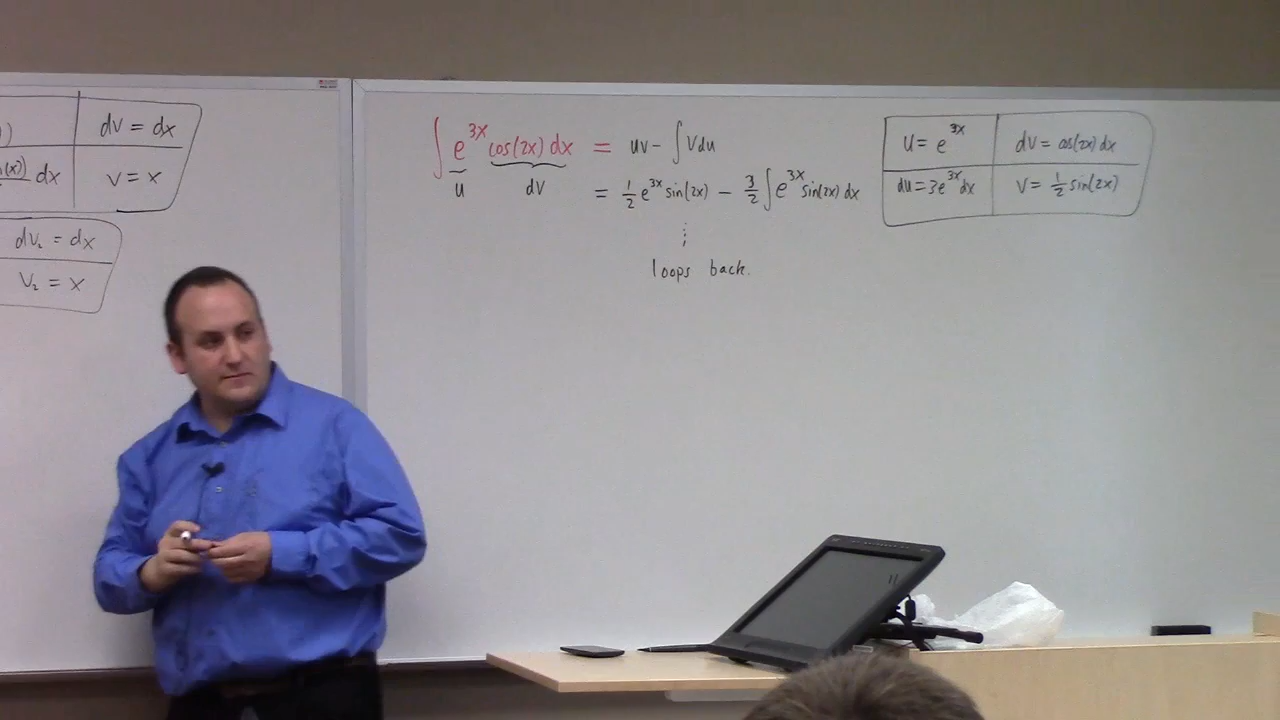 )
dv = dx
n(x)) dx
v = x
dv₂ = dx
v₂ = x
∫ e^3x cos(2x) dx = uv - ∫ v du
u dv
= 1/2 e^3x sin(2x) - 3/2 ∫ e^3x sin(2x) dx
⋮
loops back.
u = e^3x dv = cos(2x) dx
du = 3e^3x dx v = 1/2 sin(2x)